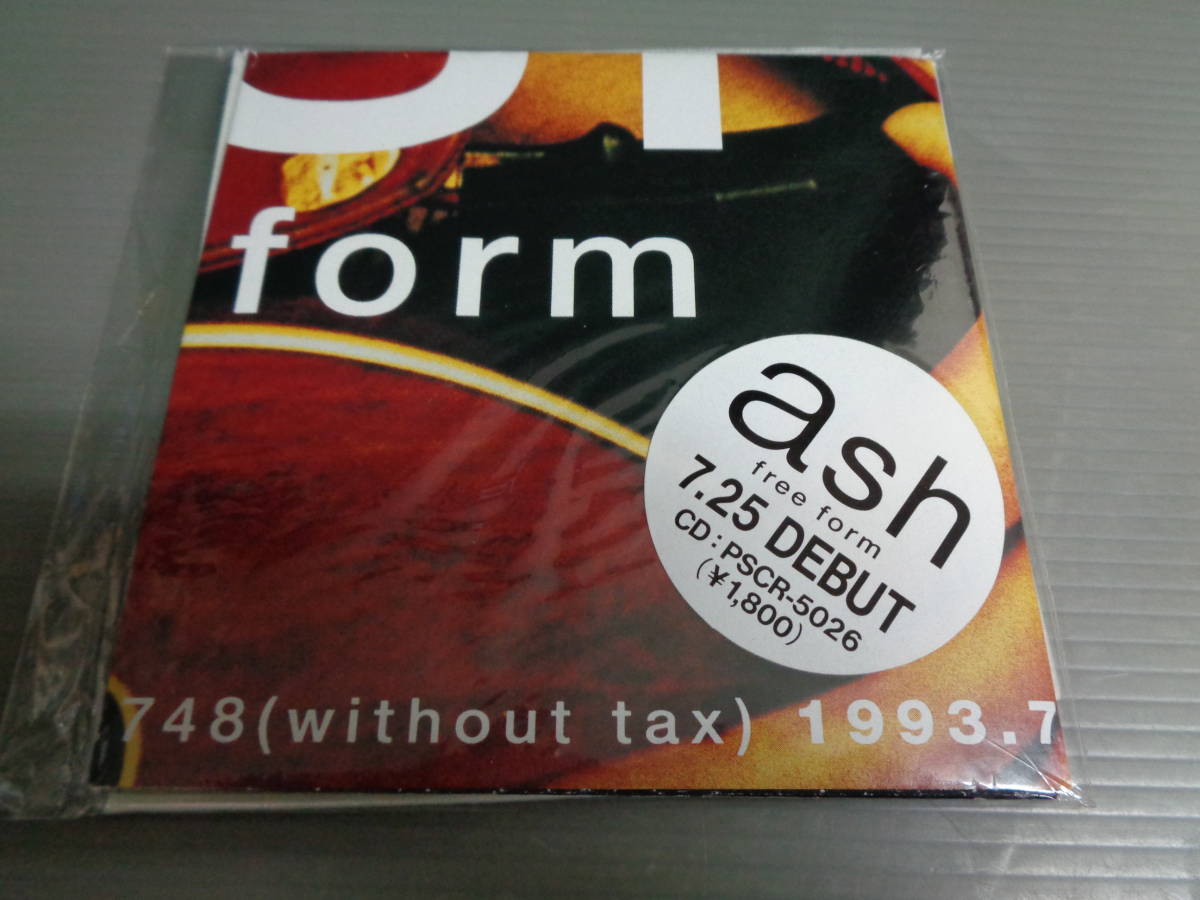 form
ash
free form
7.25 DEBUT
CD:PSCR-5026
(¥1,800)
748(without tax) 1993.7